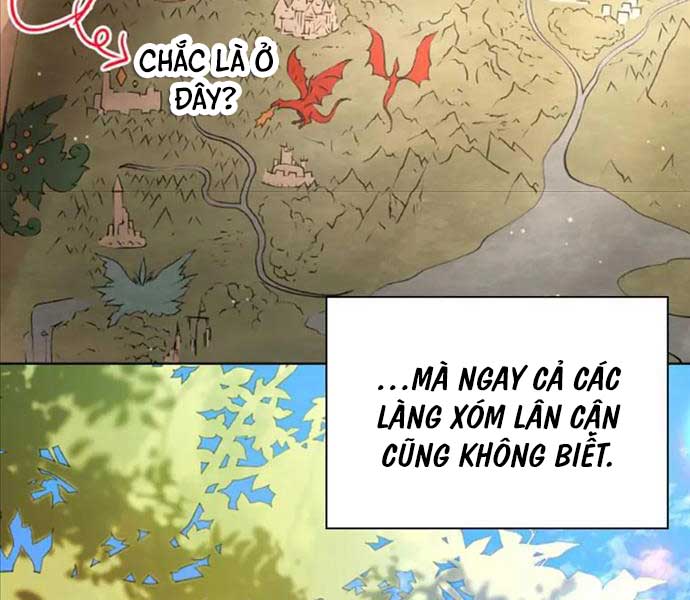 CHẮC LÀ Ở
ĐÂY?
...MÀ NGAY CẢ CÁC
LÀNG XÓM LÂN CẬN
CŨNG KHÔNG BIẾT.